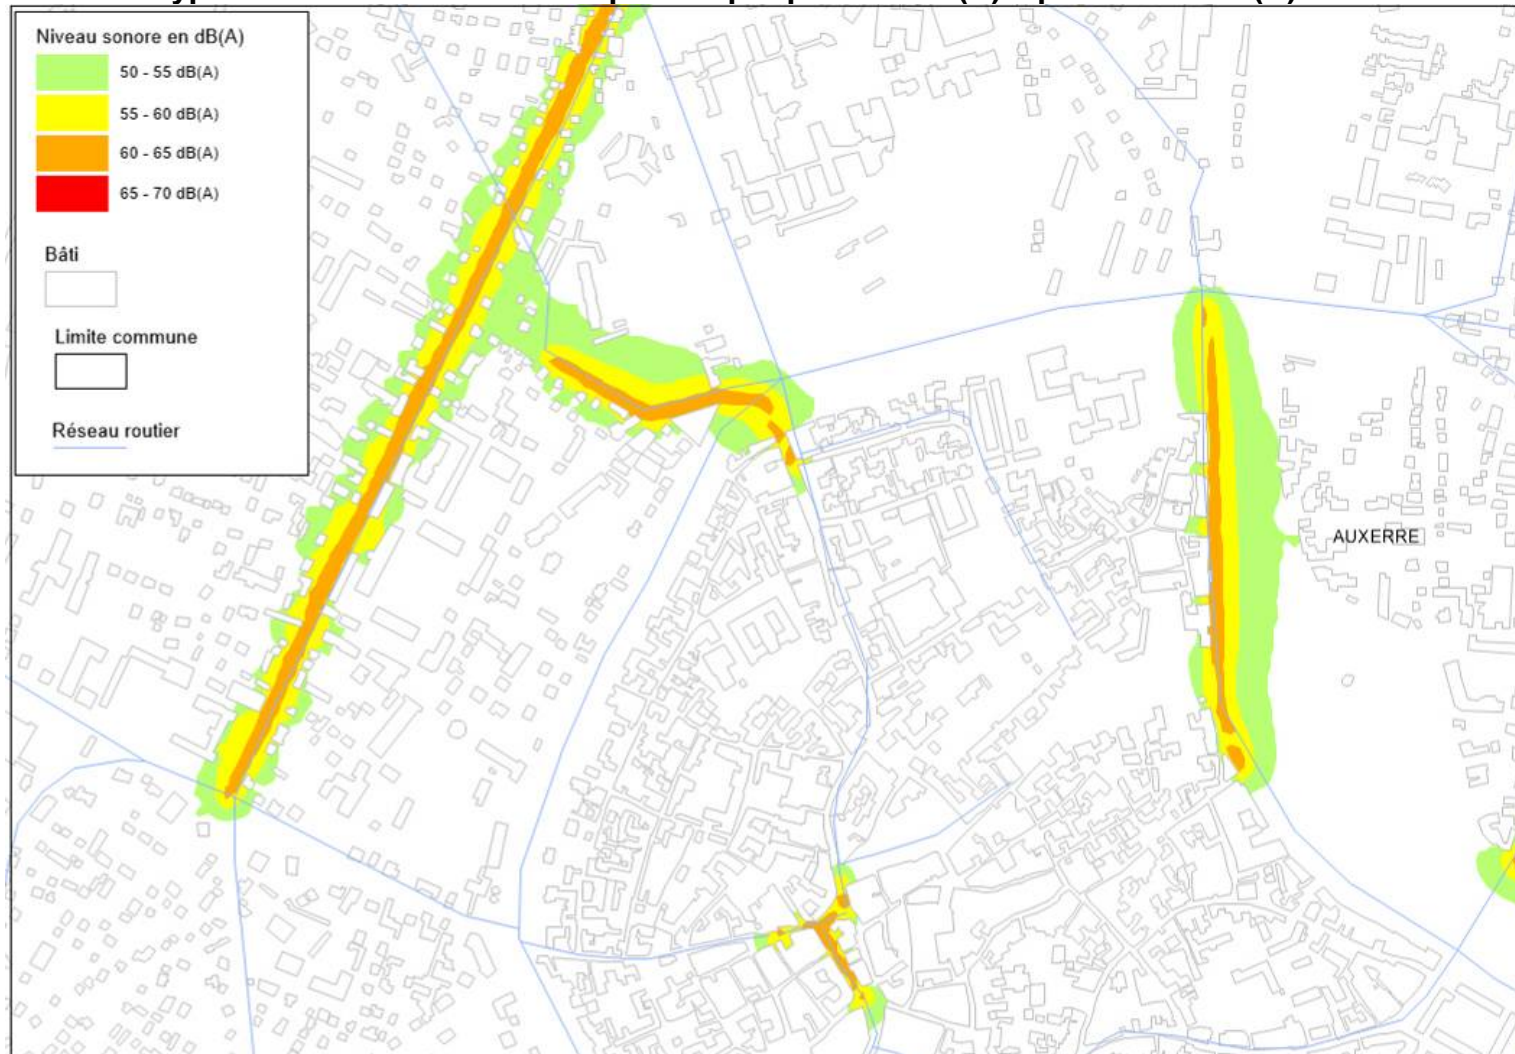 Niveau sonore en dB(A)
50 - 55 dB(A)
55 - 60 dB(A)
60 - 65 dB(A)
65 - 70 dB(A)
Bâti
Limite commune
Réseau routier
AUXERRE